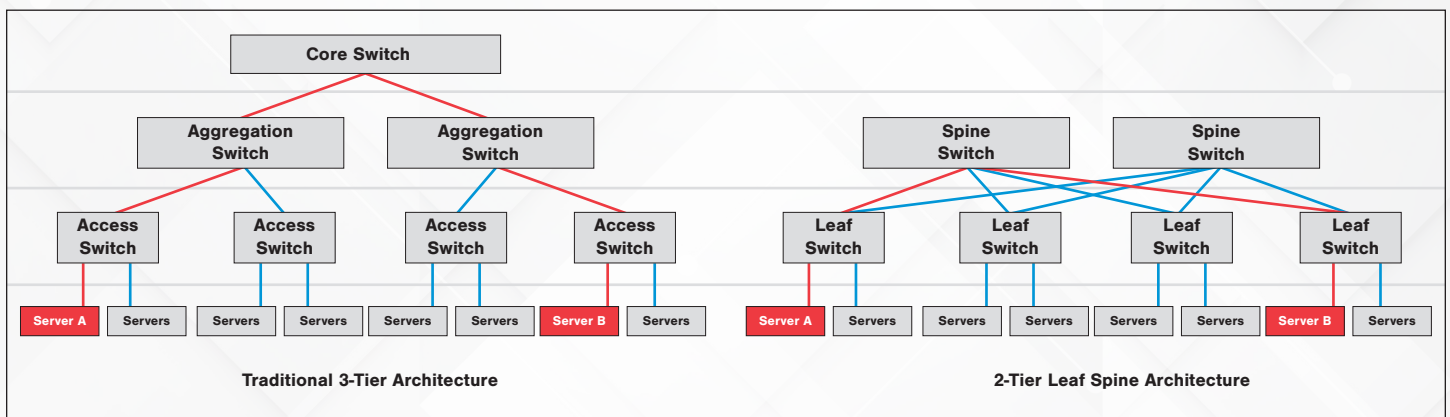 Core Switch
Aggregation
Switch
Aggregation
Switch
Access
Switch
Access
Switch
Access
Switch
Access
Switch
Server A
Servers
Servers
Servers
Servers
Servers
Server B
Servers
Traditional 3-Tier Architecture
Spine
Switch
Spine
Switch
Leaf
Switch
Leaf
Switch
Leaf
Switch
Leaf
Switch
Server A
Servers
Servers
Servers
Servers
Servers
Server B
Servers
2-Tier Leaf Spine Architecture